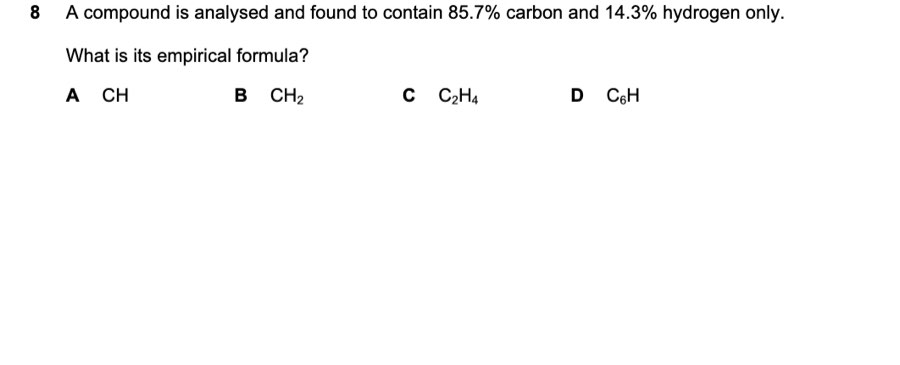 8 A compound is analysed and found to contain 85.7% carbon and 14.3% hydrogen only.
What is its empirical formula?
A CH B CH₂ C C₂H₄ D C₆H